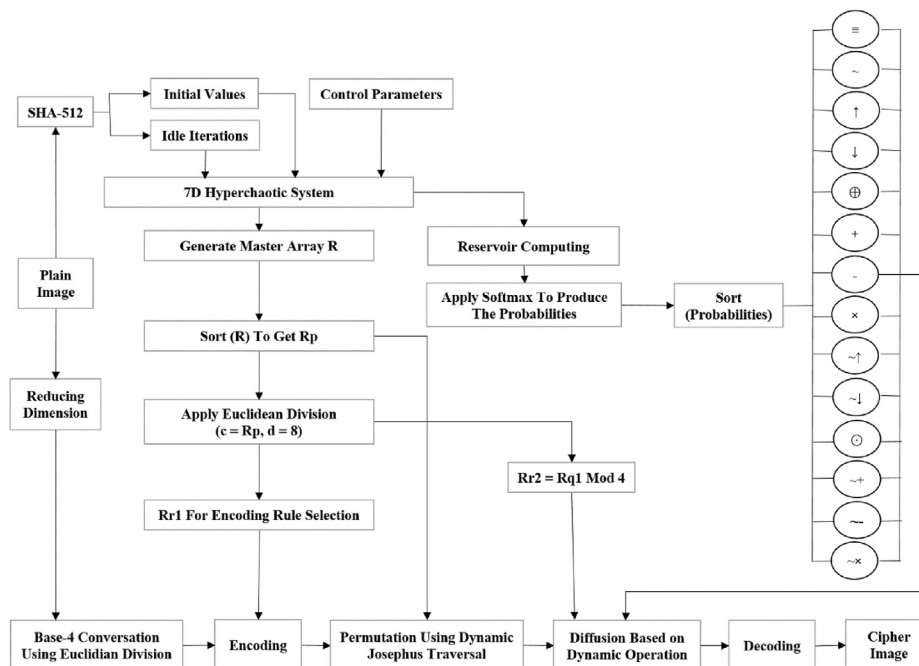 ≡
~
↑
↓
⊕
+
-
×
~↑
~↓
⊙
~+
~-
~×
SHA-512
Initial Values
Idle Iterations
Control Parameters
7D Hyperchaotic System
Generate Master Array R
Reservoir Computing
Plain
Image
Apply Softmax To Produce
The Probabilities
Sort
(Probabilities)
Sort (R) To Get Rp
Reducing
Dimension
Apply Euclidean Division
(c = Rp, d = 8)
Rr2 = Rq1 Mod 4
Rr1 For Encoding Rule Selection
Base-4 Conversation
Using Euclidian Division
Encoding
Permutation Using Dynamic
Josephus Traversal
Diffusion Based on
Dynamic Operation
Decoding
Cipher
Image